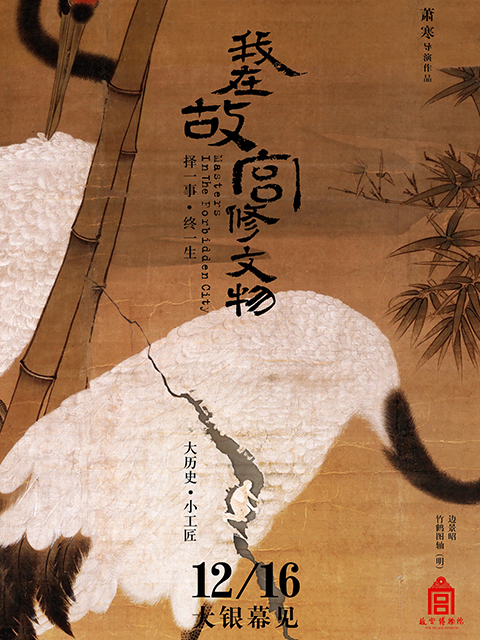 萧寒导演作品
我在故宫修文物
Masters
In The Forbidden City
择一事·终一生
大历史·小工匠
边景昭
竹鹤图轴(明)
12/16
大银幕见
故宫博物院